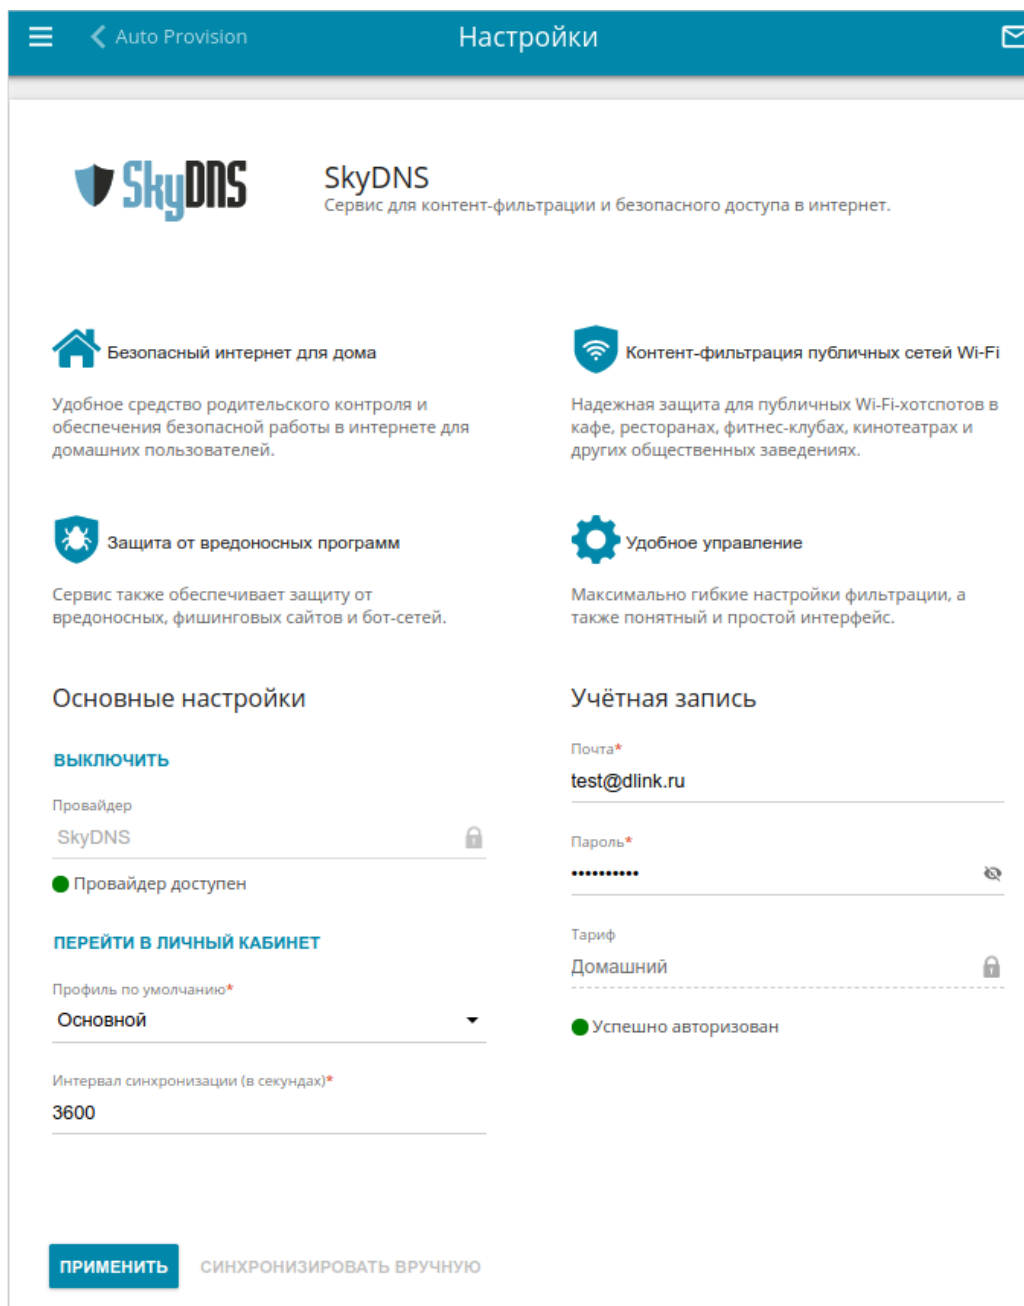 Auto Provision
Настройки
SkyDNS
SkyDNS
Сервис для контент-фильтрации и безопасного доступа в интернет.
Безопасный интернет для дома
Удобное средство родительского контроля и
обеспечения безопасной работы в интернете для
домашних пользователей.
Контент-фильтрация публичных сетей Wi-Fi
Надежная защита для публичных Wi-Fi-хотспотов в
кафе, ресторанах, фитнес-клубах, кинотеатрах и
других общественных заведениях.
Защита от вредоносных программ
Сервис также обеспечивает защиту от
вредоносных, фишинговых сайтов и бот-сетей.
Удобное управление
Максимально гибкие настройки фильтрации, а
также понятный и простой интерфейс.
Основные настройки
ВЫКЛЮЧИТЬ
Провайдер
SkyDNS
Провайдер доступен
ПЕРЕЙТИ В ЛИЧНЫЙ КАБИНЕТ
Профиль по умолчанию*
Основной
Интервал синхронизации (в секундах)*
3600
Учётная запись
Почта*
test@dlink.ru
Пароль*
••••••••••
Тариф
Домашний
Успешно авторизован
ПРИМЕНИТЬ
СИНХРОНИЗИРОВАТЬ ВРУЧНУЮ